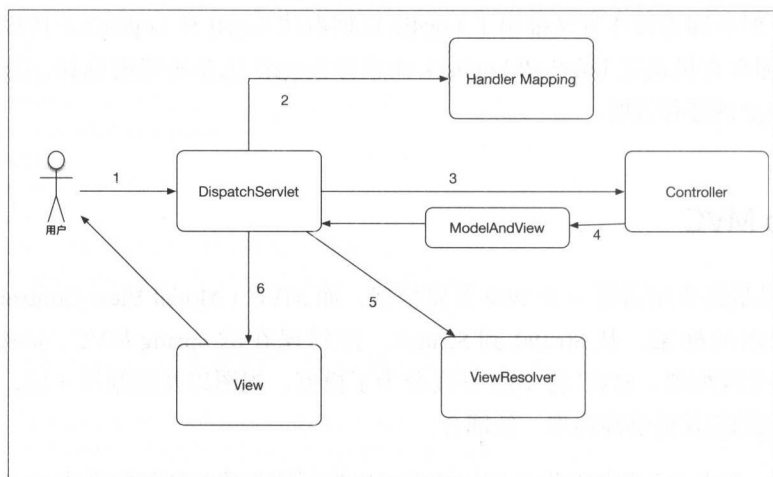 2
Handler Mapping
1
DispatchServlet
3
Controller
用户
ModelAndView
4
6
5
View
ViewResolver